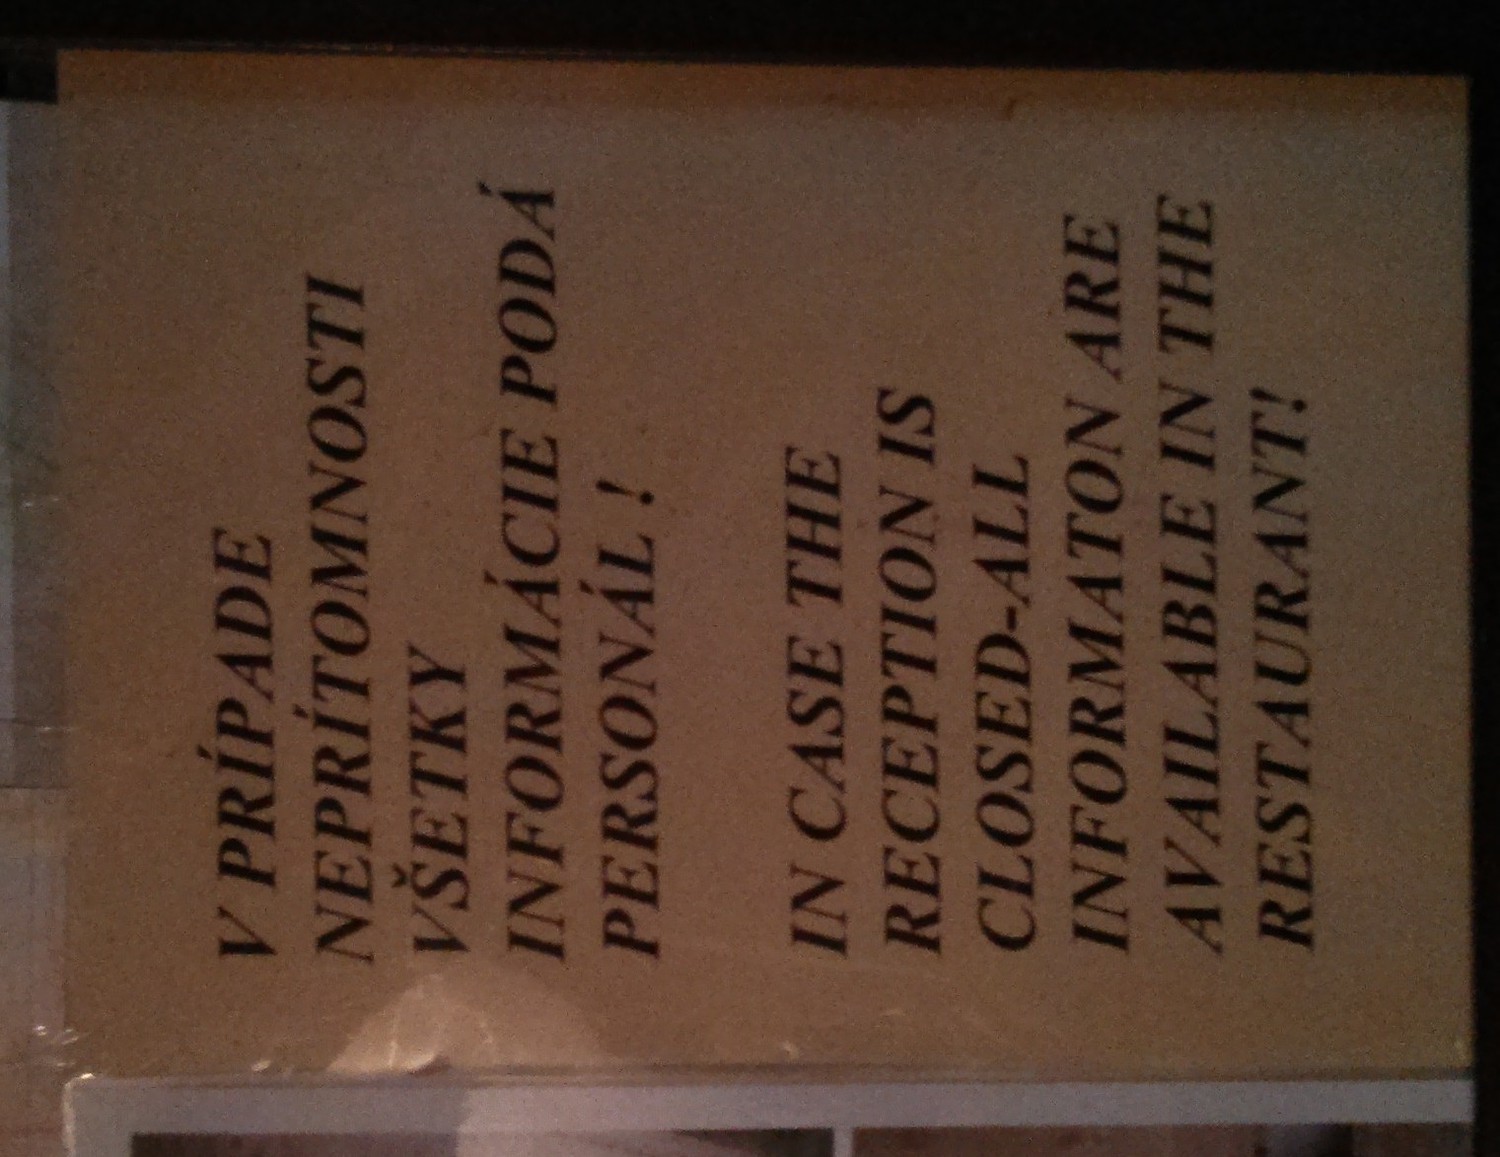 V PRÍPADE
NEPRÍTOMNOSTI
VŠETKY
INFORMÁCIE PODÁ
PERSONÁL !
IN CASE THE
RECEPTION IS
CLOSED-ALL
INFORMATON ARE
AVAILABLE IN THE
RESTAURANT!